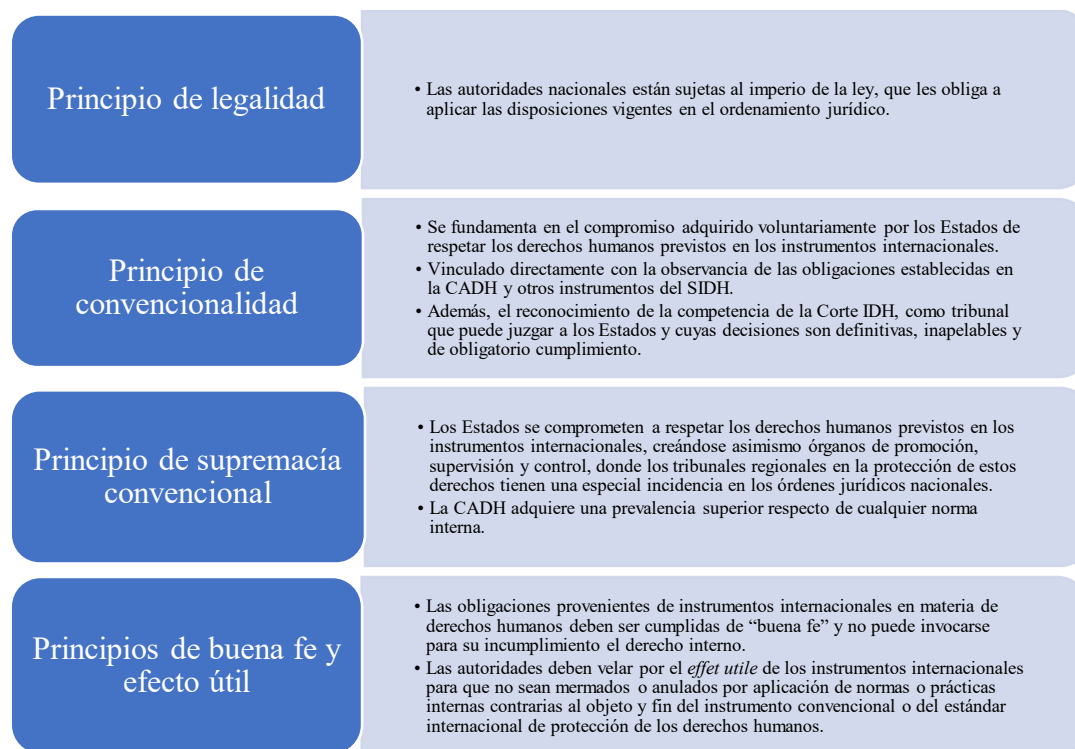 Principio de legalidad
• Las autoridades nacionales están sujetas al imperio de la ley, que les obliga a
aplicar las disposiciones vigentes en el ordenamiento jurídico.
Principio de
convencionalidad
• Se fundamenta en el compromiso adquirido voluntariamente por los Estados de
respetar los derechos humanos previstos en los instrumentos internacionales.
• Vinculado directamente con la observancia de las obligaciones establecidas en
la CADH y otros instrumentos del SIDH.
• Además, el reconocimiento de la competencia de la Corte IDH, como tribunal
que puede juzgar a los Estados y cuyas decisiones son definitivas, inapelables y
de obligatorio cumplimiento.
Principio de supremacía
convencional
• Los Estados se comprometen a respetar los derechos humanos previstos en los
instrumentos internacionales, creándose asimismo órganos de promoción,
supervisión y control, donde los tribunales regionales en la protección de estos
derechos tienen una especial incidencia en los órdenes jurídicos nacionales.
• La CADH adquiere una prevalencia superior respecto de cualquier norma
interna.
Principios de buena fe y
efecto útil
• Las obligaciones provenientes de instrumentos internacionales en materia de
derechos humanos deben ser cumplidas de “buena fe” y no puede invocarse
para su incumplimiento el derecho interno.
• Las autoridades deben velar por el effet utile de los instrumentos internacionales
para que no sean mermados o anulados por aplicación de normas o prácticas
internas contrarias al objeto y fin del instrumento convencional o del estándar
internacional de protección de los derechos humanos.